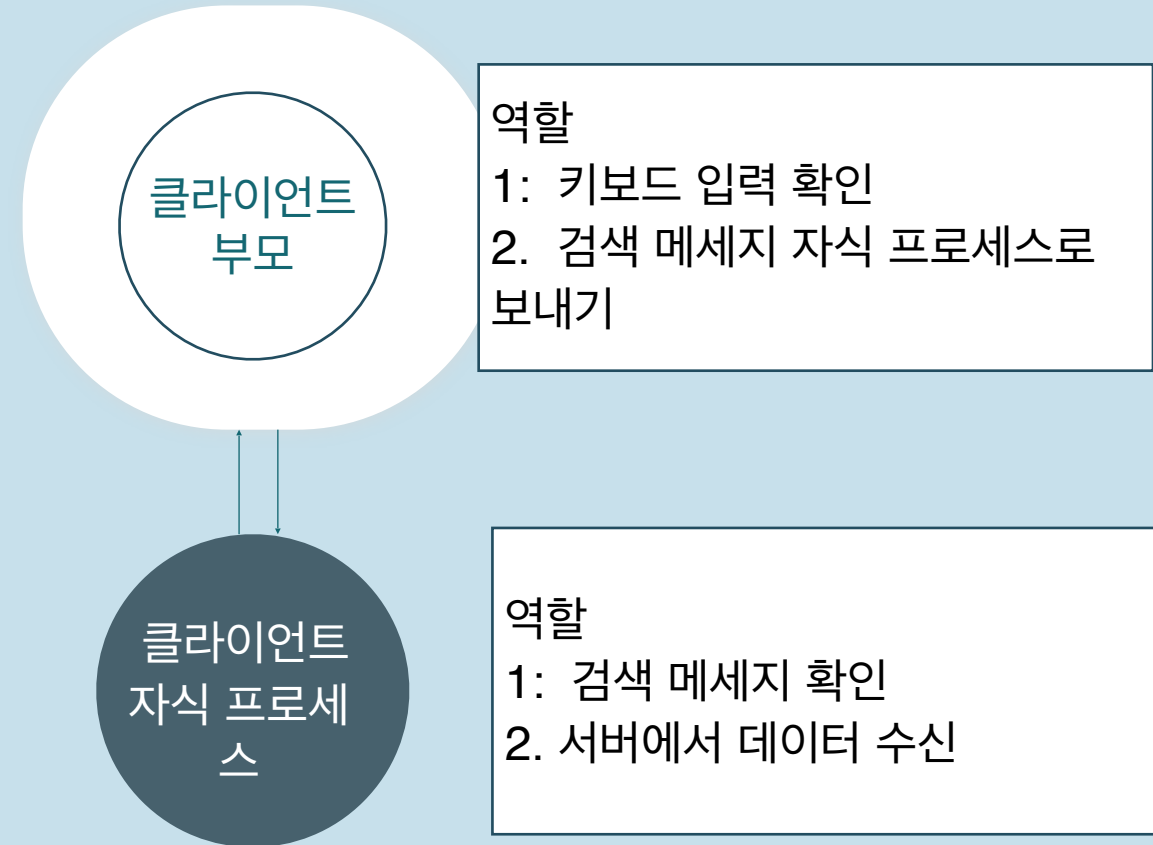 클라이언트
부모
역할
1:  키보드 입력 확인
2.  검색 메세지 자식 프로세스로
보내기
클라이언트
자식 프로세
스
역할
1:  검색 메세지 확인
2. 서버에서 데이터 수신